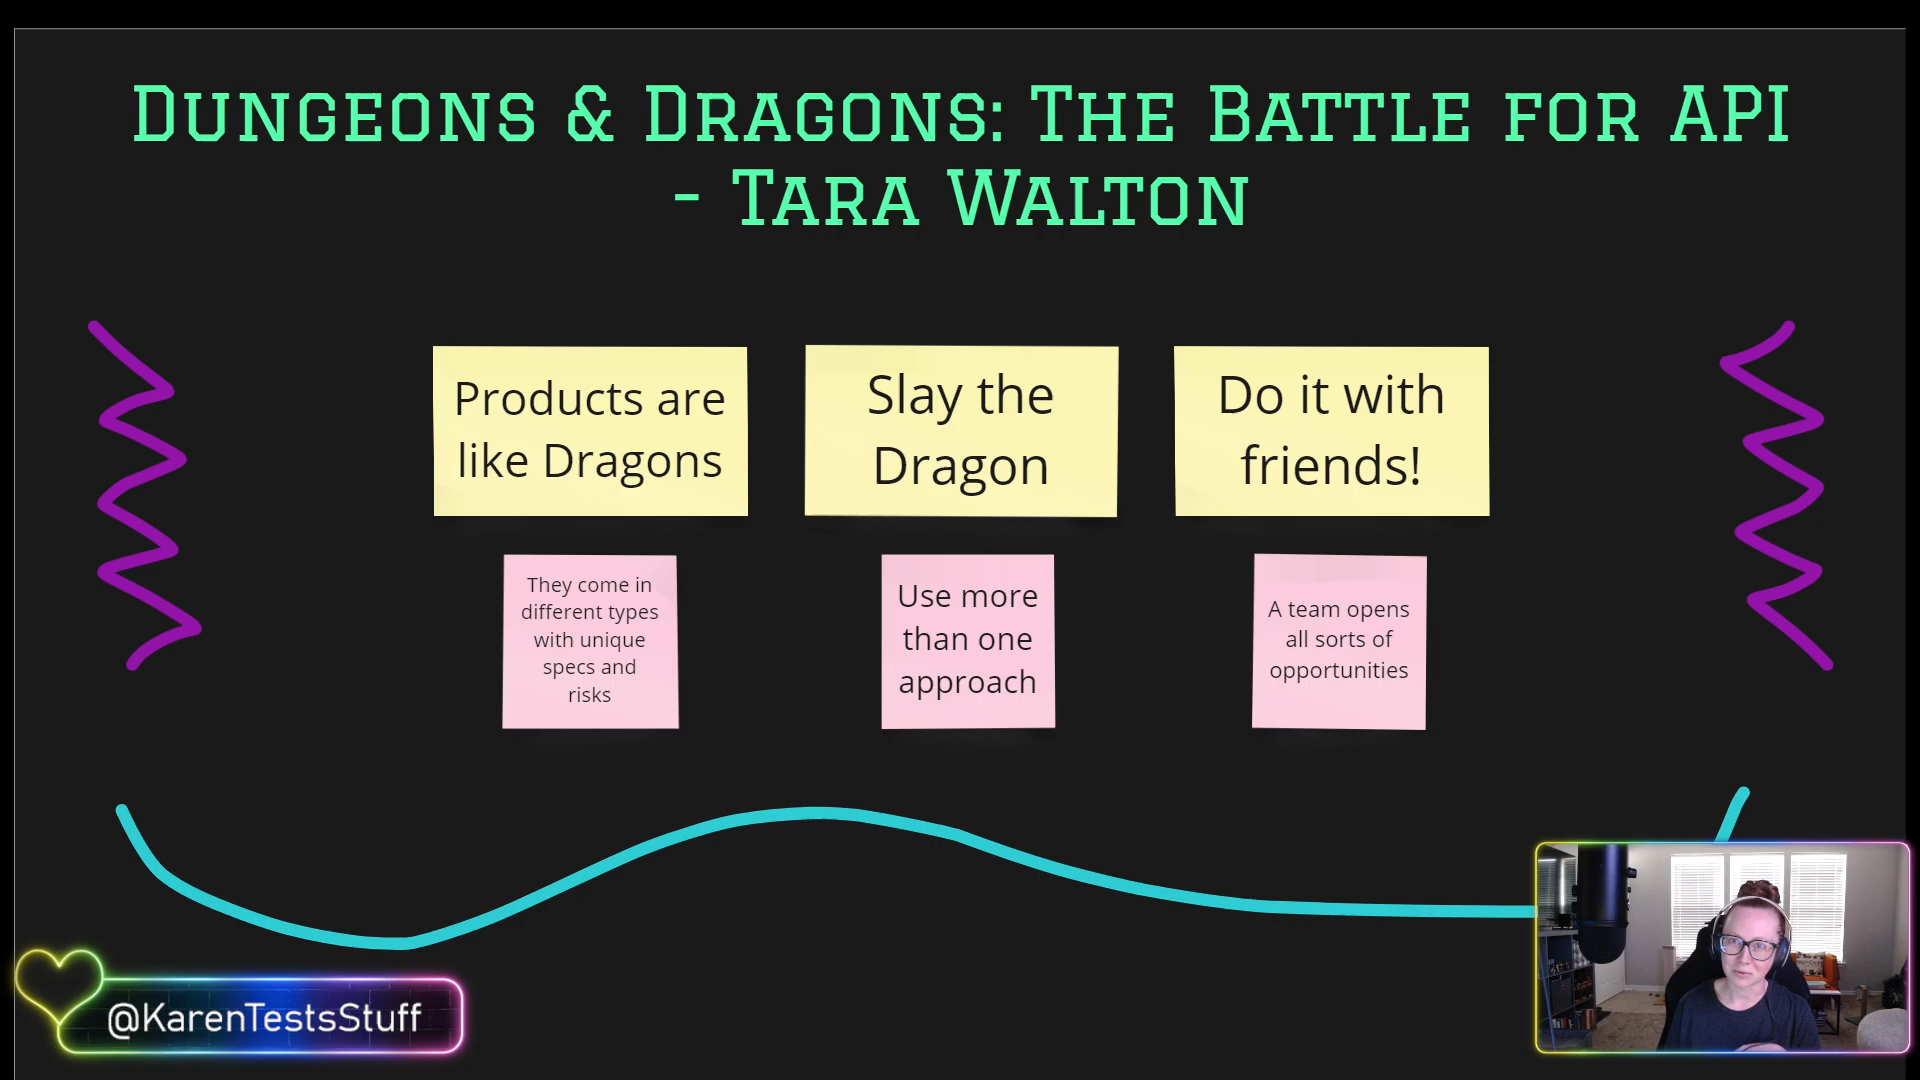 Dungeons & Dragons: The Battle for API
- Tara Walton
Products are
like Dragons
Slay the
Dragon
Do it with
friends!
They come in
different types
with unique
specs and
risks
Use more
than one
approach
A team opens
all sorts of
opportunities
@KarenTestsStuff